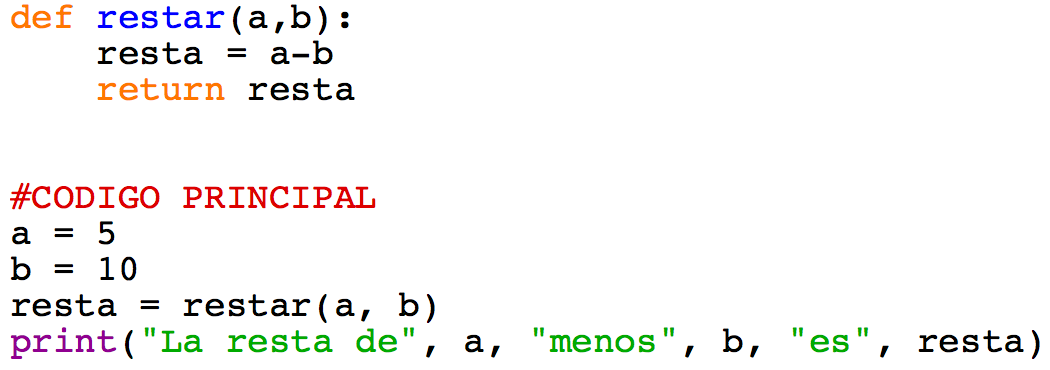 def restar(a,b):
    resta = a-b
    return resta
#CODIGO PRINCIPAL
a = 5
b = 10
resta = restar(a, b)
print("La resta de", a, "menos", b, "es", resta)